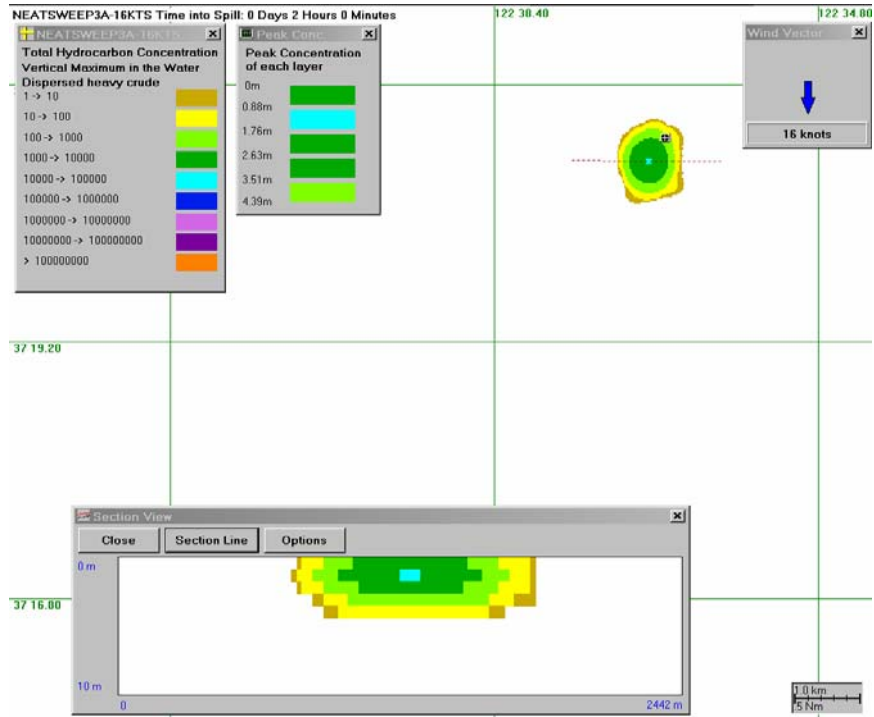 NEATSWEEP3A-16KTS Time into Spill: 0 Days 2 Hours 0 Minutes
122 38.40
122 34.80
NEATSWEEP3A-16KTS
Total Hydrocarbon Concentration
Vertical Maximum in the Water
Dispersed heavy crude
1 -> 10
10 -> 100
100 -> 1000
1000 -> 10000
10000 -> 100000
100000 -> 1000000
1000000 -> 10000000
10000000 -> 100000000
> 100000000
Peak Conc.
Peak Concentration
of each layer
0m
0.88m
1.76m
2.63m
3.51m
4.39m
Wind Vector
16 knots
37 19.20
37 16.00
Section View
Close
Section Line
Options
0 m
10 m
0
2442 m
1.0 km
.5 Nm